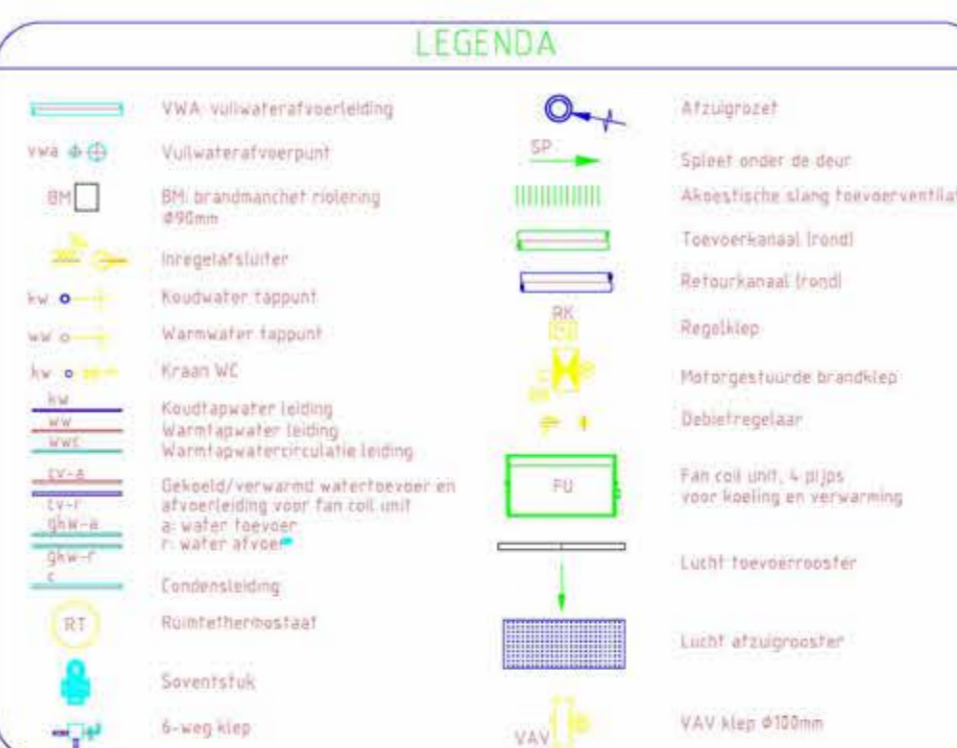 LEGENDA
VWA: vuilwaterafvoerleiding
vwa
Vuilwaterafvoerpunt
BM
BM: brandmanchet riolering
Ø90mm
Inregelafsluiter
kw
Koudwater tappunt
ww
Warmwater tappunt
kw
Kraan WC
kw
Koudtapwater leiding
ww
Warmtapwater leiding
wwc
Warmtapwatercirculatie leiding
cv-a
cv-r
ghw-a
ghw-r
Gekoeld/verwarmd watertoevoer en
afvoerleiding voor fan coil unit
a: water toevoer
r: water afvoer
c
Condensleiding
RT
Ruimtethermostaat
Soventstuk
6-weg klep
Afzuigrozet
SP
Spleet onder de deur
Akoestische slang toevoerventilat
Toevoerkanaal (rond)
Retourkanaal (rond)
RK
Regelklep
Motorgestuurde brandklep
Debietregelaar
FU
Fan coil unit, 4 pijps
voor koeling en verwarming
Lucht toevoerrooster
Lucht afzuigrooster
VAV
VAV klep Ø100mm